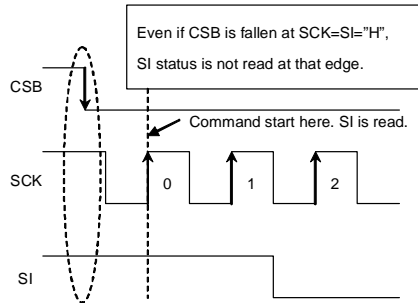 Even if CSB is fallen at SCK=SI=”H”,
SI status is not read at that edge.
CSB
Command start here. SI is read.
SCK
0
1
2
SI